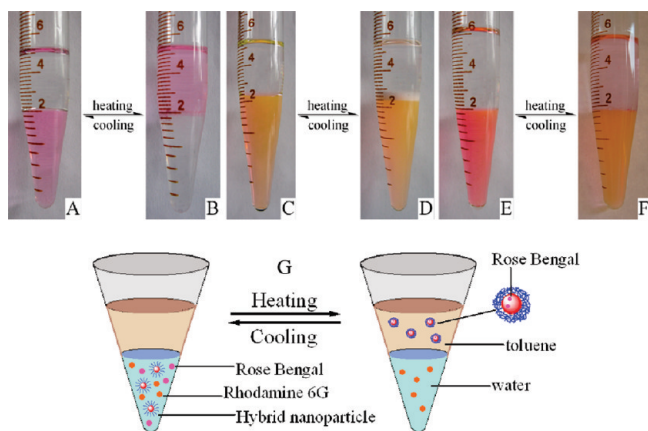 6
4
2
A
heating
cooling
6
4
2
B
6
4
2
C
heating
cooling
6
4
2
D
6
4
2
E
heating
cooling
6
4
2
F
G
Heating
Cooling
Rose Bengal
Rhodamine 6G
Hybrid nanoparticle
Rose Bengal
toluene
water